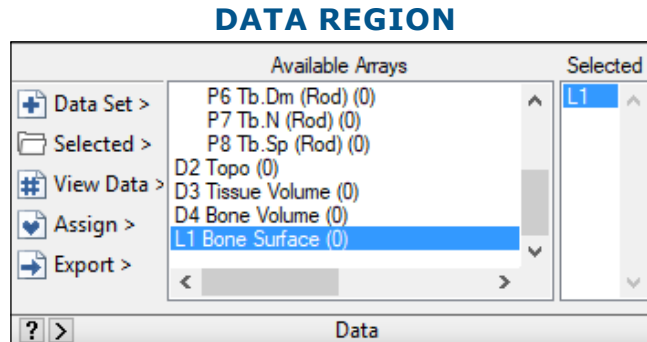 DATA REGION
Available Arrays
Selected
Data Set >
Selected >
View Data >
Assign >
Export >
P6 Tb.Dm (Rod) (0)
P7 Tb.N (Rod) (0)
P8 Tb.Sp (Rod) (0)
D2 Topo (0)
D3 Tissue Volume (0)
D4 Bone Volume (0)
L1 Bone Surface (0)
L1
? >
Data